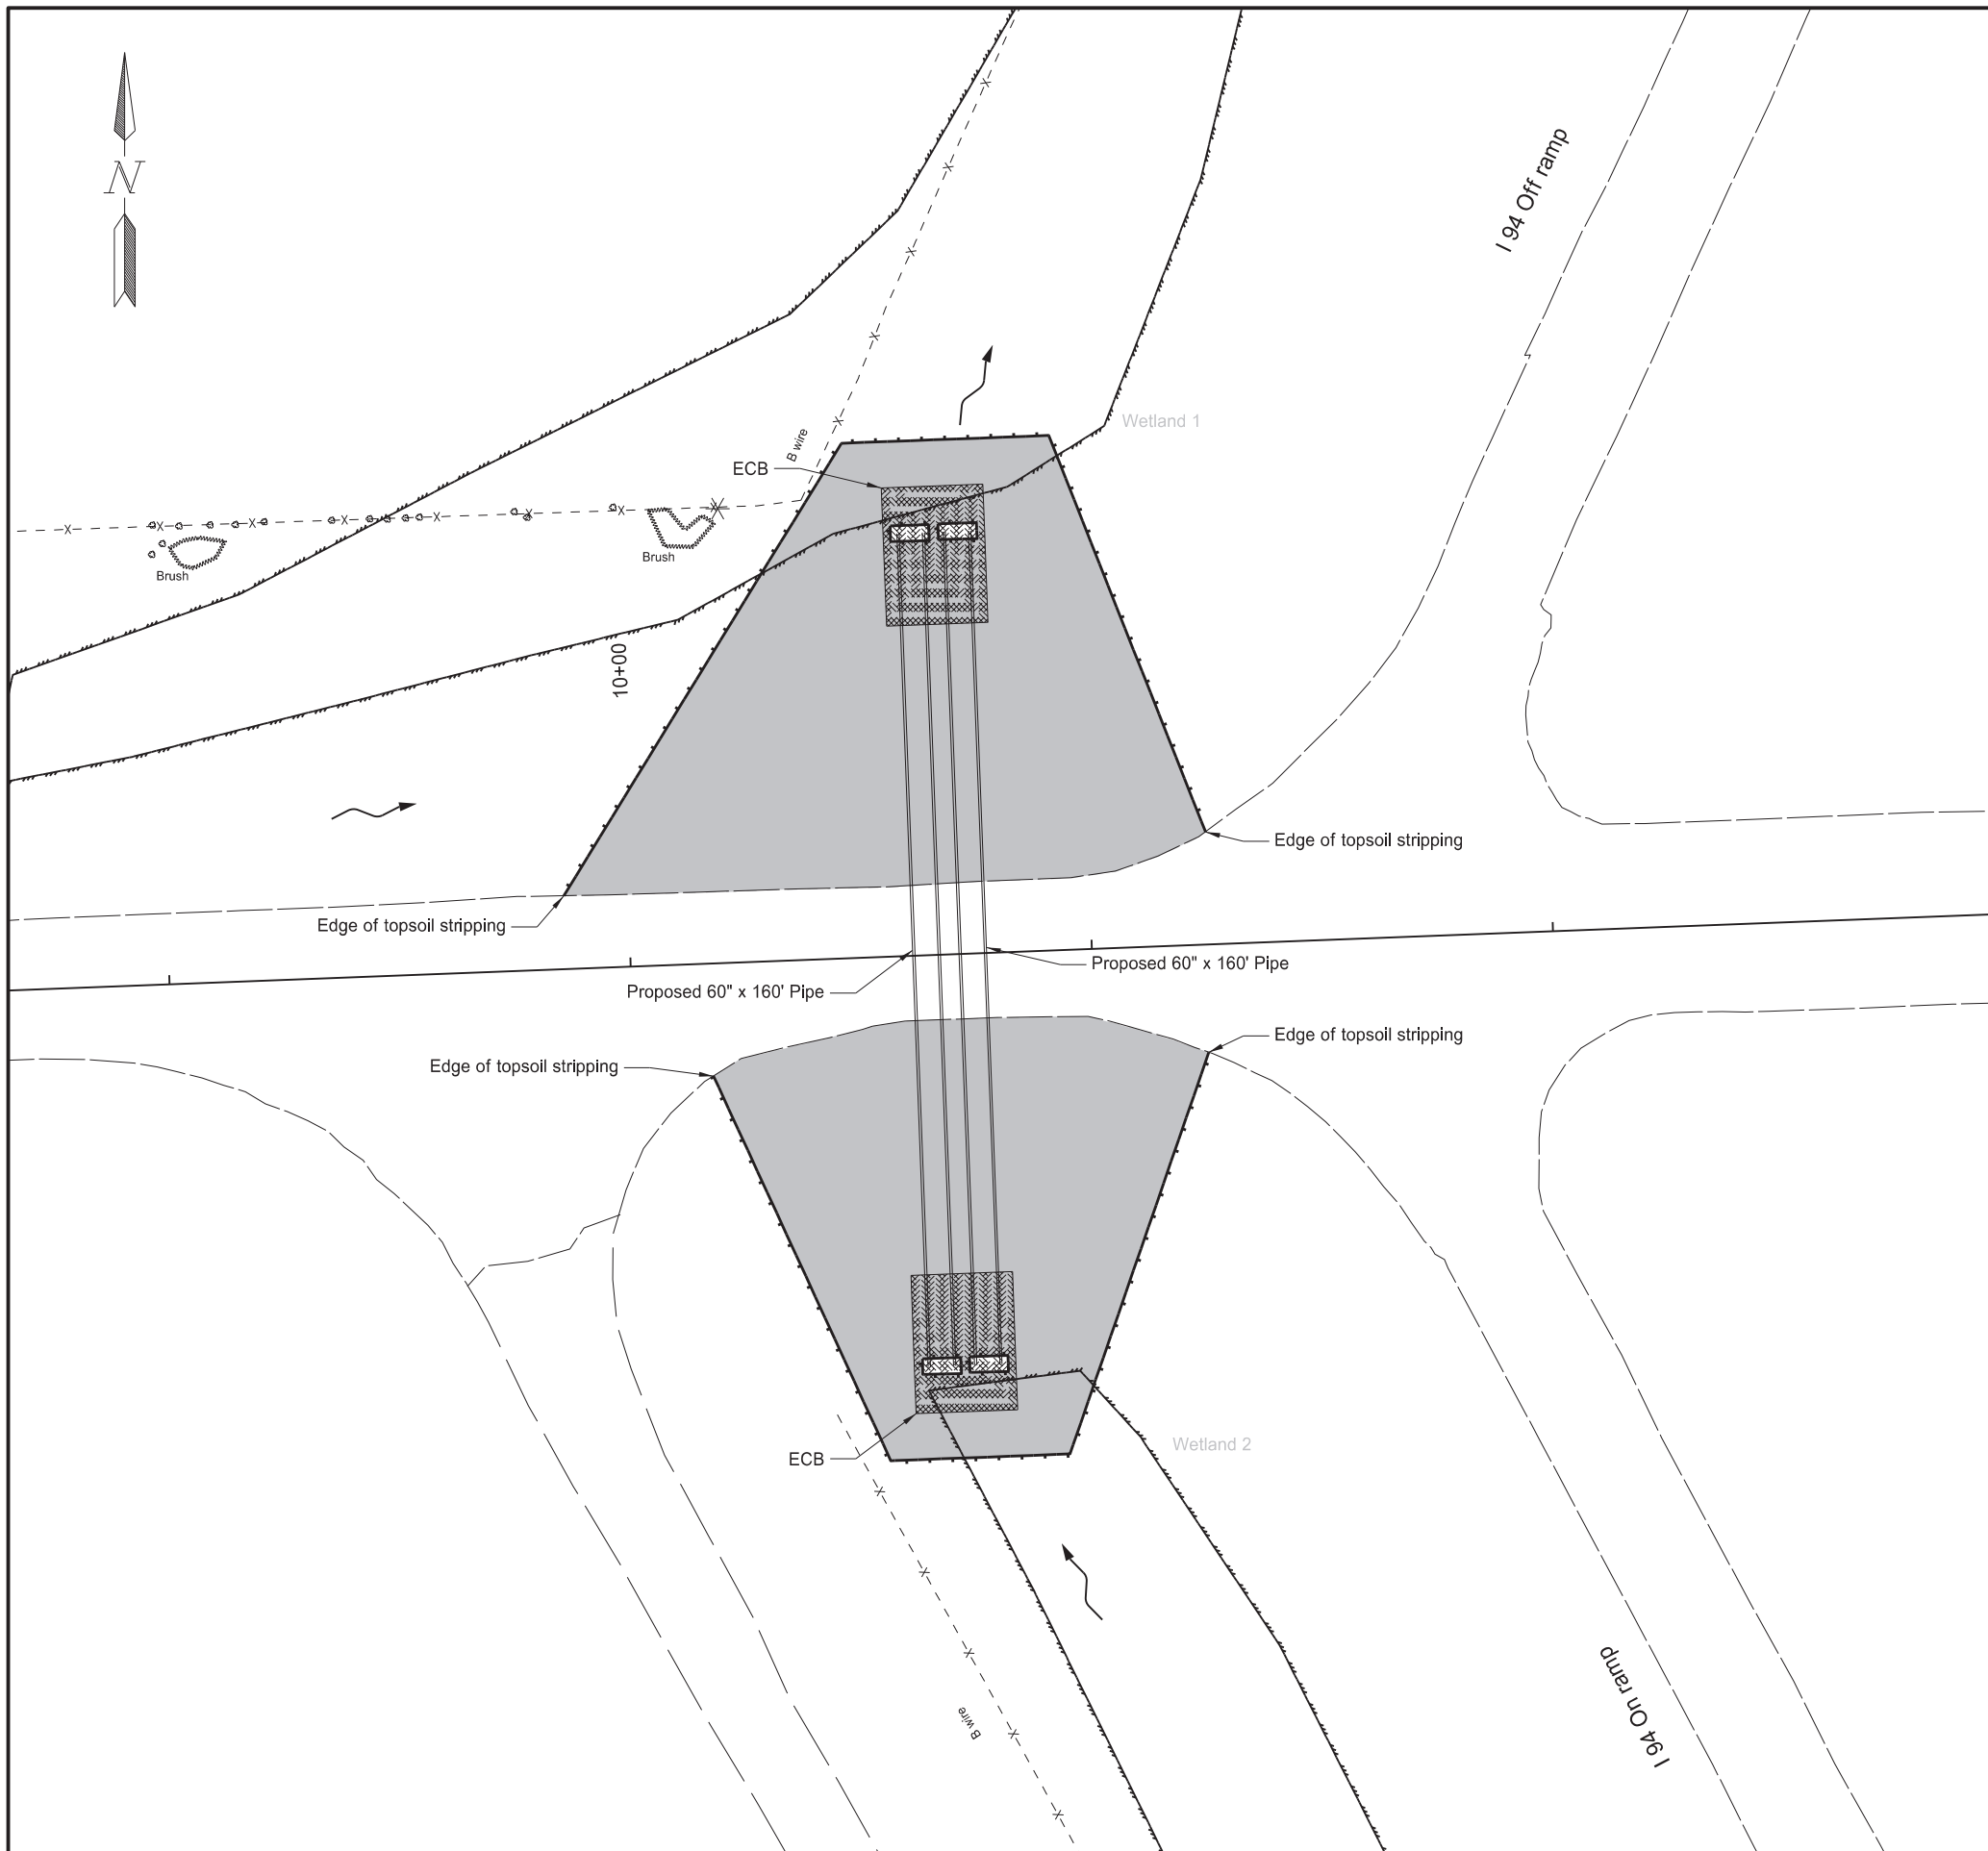 N
I 94 Off ramp
Wetland 1
B wire
ECB
Brush
Brush
10+00
Edge of topsoil stripping
Edge of topsoil stripping
Proposed 60" x 160' Pipe
Proposed 60" x 160' Pipe
Edge of topsoil stripping
Edge of topsoil stripping
Wetland 2
ECB
B wire
I 94 On ramp